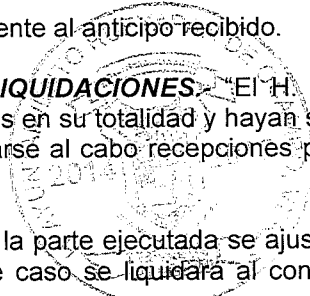 ente al anticipo recibido.
IQUIDACIONES.- "El H.
s en su totalidad y hayan s
arse al cabo recepciones p
2014
la parte ejecutada se ajus
e caso se liquidará al con